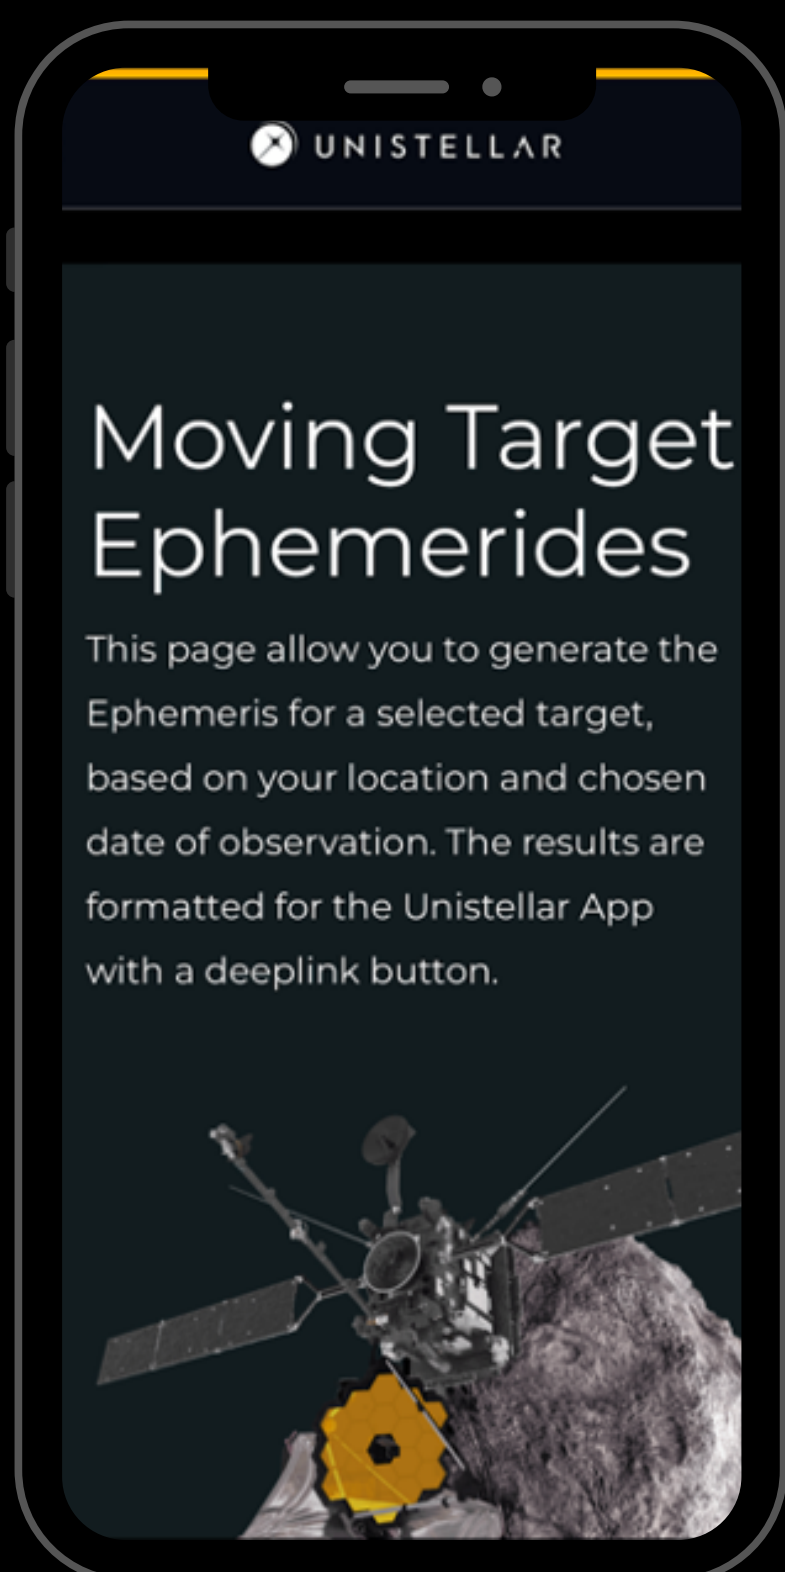 UNISTELLAR
Moving Target
Ephemerides
This page allow you to generate the
Ephemeris for a selected target,
based on your location and chosen
date of observation. The results are
formatted for the Unistellar App
with a deeplink button.